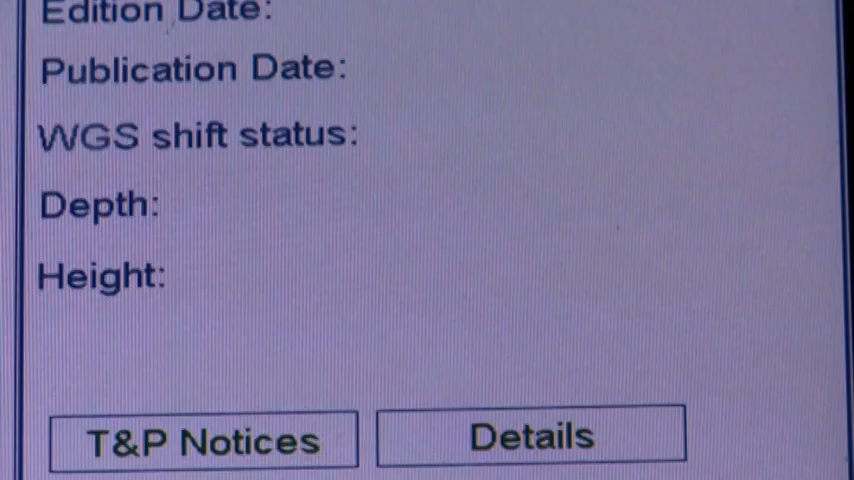 Edition Date:
Publication Date:
WGS shift status:
Depth:
Height:
T&P Notices
Details